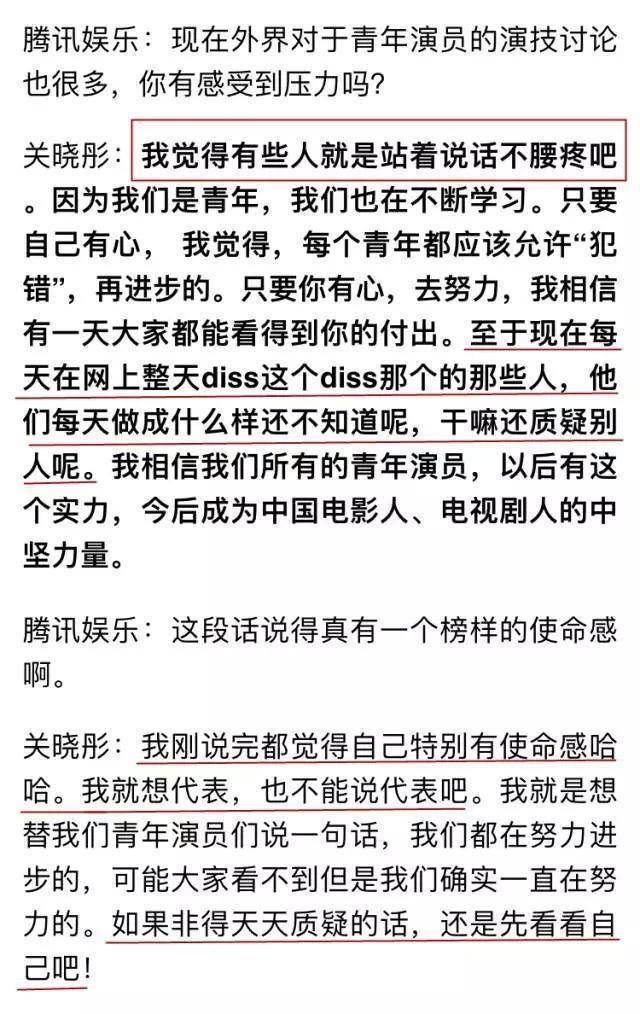 腾讯娱乐：现在外界对于青年演员的演技讨论
也很多，你有感受到压力吗？
关晓彤：我觉得有些人就是站着说话不腰疼吧
。因为我们是青年，我们也在不断学习。只要
自己有心， 我觉得，每个青年都应该允许“犯
错”，再进步的。只要你有心，去努力，我相信
有一天大家都能看得到你的付出。至于现在每
天在网上整天diss这个diss那个的那些人，他
们每天做成什么样还不知道呢，干嘛还质疑别
人呢。我相信我们所有的青年演员，以后有这
个实力，今后成为中国电影人、电视剧人的中
坚力量。
腾讯娱乐：这段话说得真有一个榜样的使命感
啊。
关晓彤：我刚说完都觉得自己特别有使命感哈
哈。我就想代表，也不能说代表吧。我就是想
替我们青年演员们说一句话，我们都在努力进
步的，可能大家看不到但是我们确实一直在努
力的。如果非得天天质疑的话，还是先看看自
己吧！